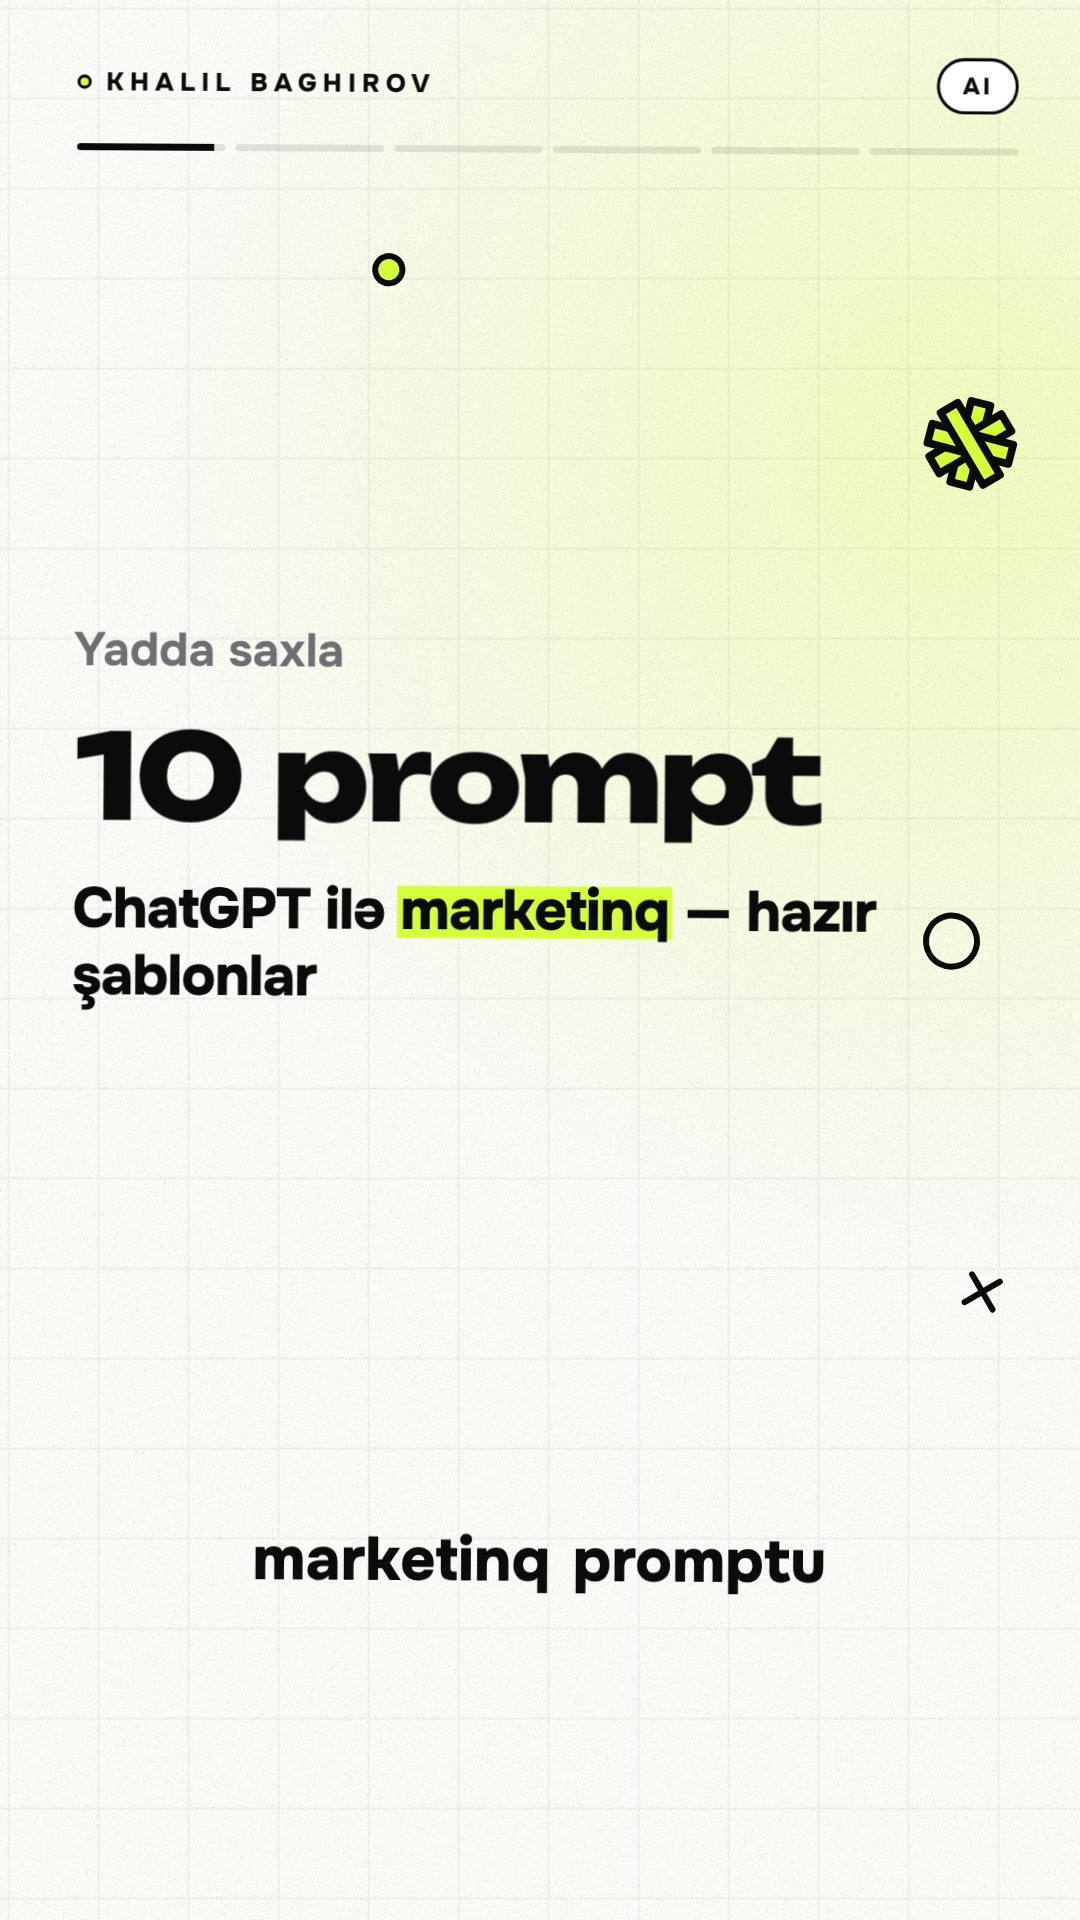 KHALIL BAGHIROV
AI
Yadda saxla
10 prompt
ChatGPT ilə marketinq — hazır
şablonlar
marketinq promptu